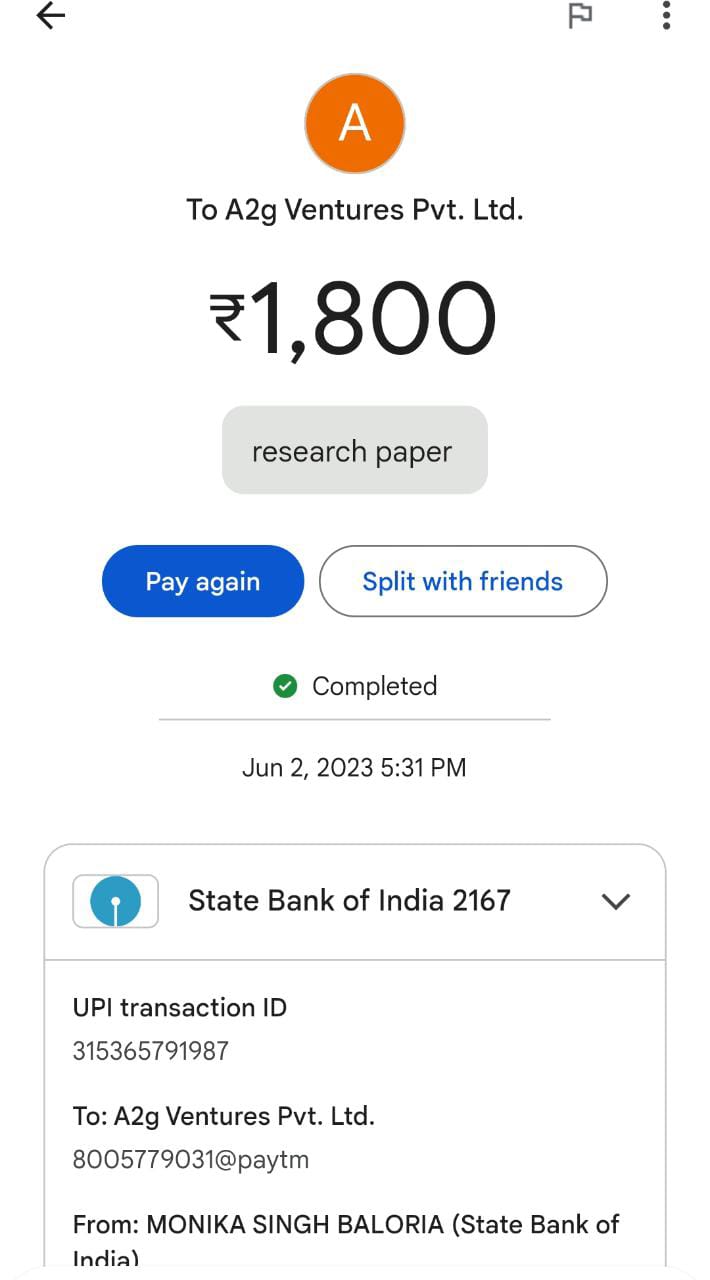 A
To A2g Ventures Pvt. Ltd.
₹1,800
research paper
Pay again
Split with friends
Completed
Jun 2, 2023 5:31 PM
State Bank of India 2167
UPI transaction ID
315365791987
To: A2g Ventures Pvt. Ltd.
8005779031@paytm
From: MONIKA SINGH BALORIA (State Bank of
India)